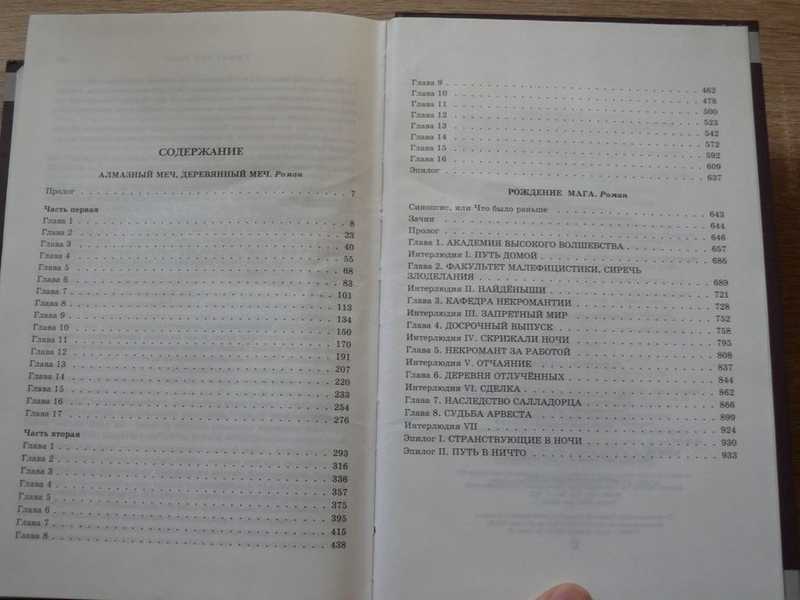 СОДЕРЖАНИЕ
АЛМАЗНЫЙ МЕЧ, ДЕРЕВЯННЫЙ МЕЧ. Роман
Пролог 7
Часть первая
Глава 1 8
Глава 2 23
Глава 3 40
Глава 4 55
Глава 5 68
Глава 6 83
Глава 7 101
Глава 8 113
Глава 9 134
Глава 10 150
Глава 11 170
Глава 12 191
Глава 13 207
Глава 14 220
Глава 15 233
Глава 16 254
Глава 17 276
Часть вторая
Глава 1 293
Глава 2 316
Глава 3 336
Глава 4 357
Глава 5 375
Глава 6 395
Глава 7 415
Глава 8 438
Глава 9 462
Глава 10 478
Глава 11 500
Глава 12 523
Глава 13 542
Глава 14 572
Глава 15 592
Глава 16 609
Эпилог 637
РОЖДЕНИЕ МАГА. Роман
Синопсис, или Что было раньше 643
Зачин 644
Пролог 646
Глава 1. АКАДЕМИЯ ВЫСОКОГО ВОЛШЕБСТВА 657
Интерлюдия I. ПУТЬ ДОМОЙ 686
Глава 2. ФАКУЛЬТЕТ МАЛЕФИЦИСТИКИ, СИРЕЧЬ
ЗЛОДЕЛАНИЯ 689
Интерлюдия II. НАЙДЁНЫШИ 721
Глава 3. КАФЕДРА НЕКРОМАНТИИ 728
Интерлюдия III. ЗАПРЕТНЫЙ МИР 752
Глава 4. ДОСРОЧНЫЙ ВЫПУСК 758
Интерлюдия IV. СКРИЖАЛИ НОЧИ 795
Глава 5. НЕКРОМАНТ ЗА РАБОТОЙ 808
Интерлюдия V. ОТЧАЯНИЕ 837
Глава 6. ДЕРЕВНЯ ОТЛУЧЁННЫХ 844
Интерлюдия VI. СДЕЛКА 862
Глава 7. НАСЛЕДСТВО САЛЛАДОРЦА 866
Глава 8. СУДЬБА АРВЕСТА 899
Интерлюдия VII 924
Эпилог I. СТРАНСТВУЮЩИЕ В НОЧИ 930
Эпилог II. ПУТЬ В НИЧТО 933